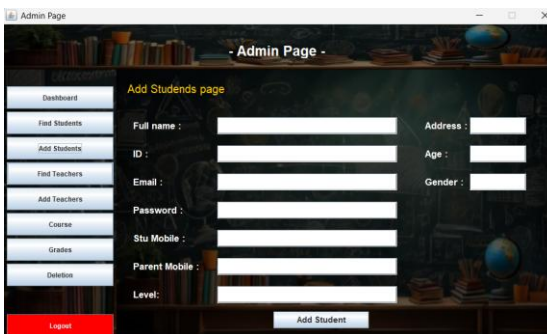 Admin Page
- Admin Page -
Dashboard
Find Students
Add Students
Find Teachers
Add Teachers
Course
Grades
Deletion
Logout
Add Students page
Full name :
ID :
Email :
Password :
Stu Mobile :
Parent Mobile :
Level:
Address :
Age :
Gender :
Add Student